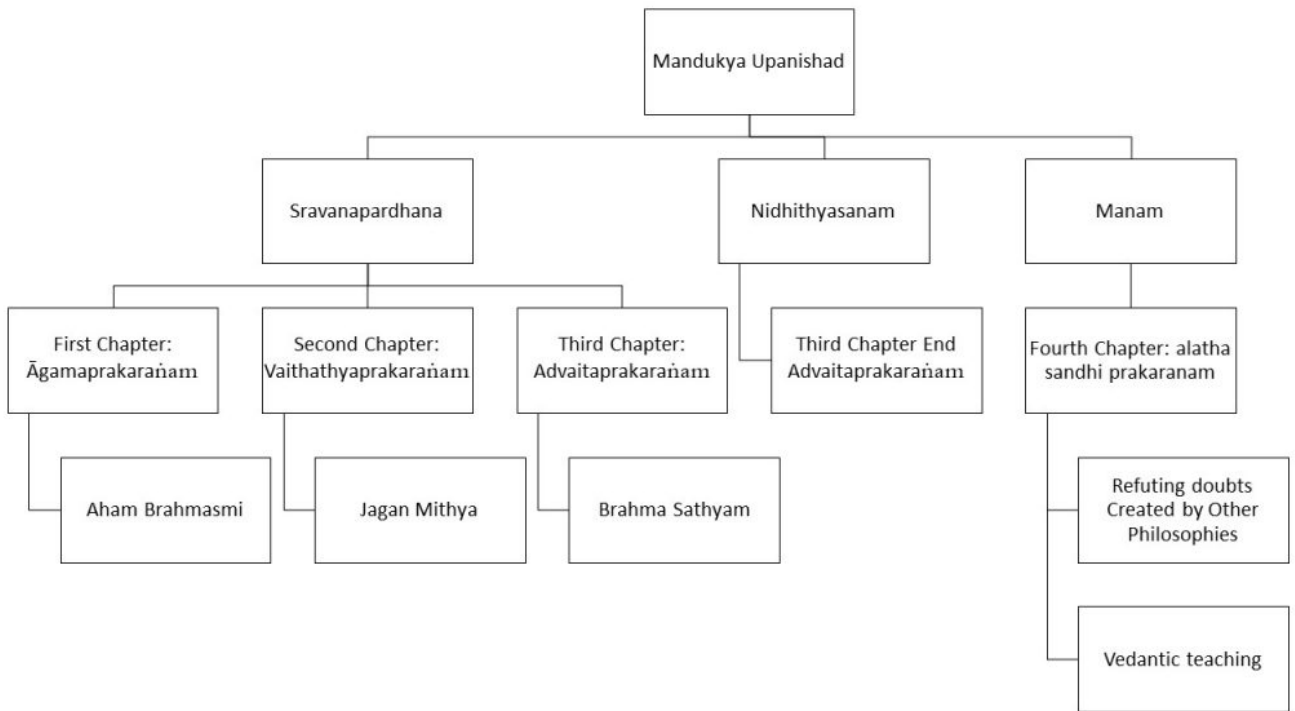 Mandukya Upanishad
Sravanapardhana
Nidhithyasanam
Manam
First Chapter:
Āgamaprakaraṅam
Second Chapter:
Vaithathyaprakaraṅam
Third Chapter:
Advaitaprakaraṅam
Third Chapter End
Advaitaprakaraṅam
Fourth Chapter: alatha
sandhi prakaranam
Aham Brahmasmi
Jagan Mithya
Brahma Sathyam
Refuting doubts
Created by Other
Philosophies
Vedantic teaching